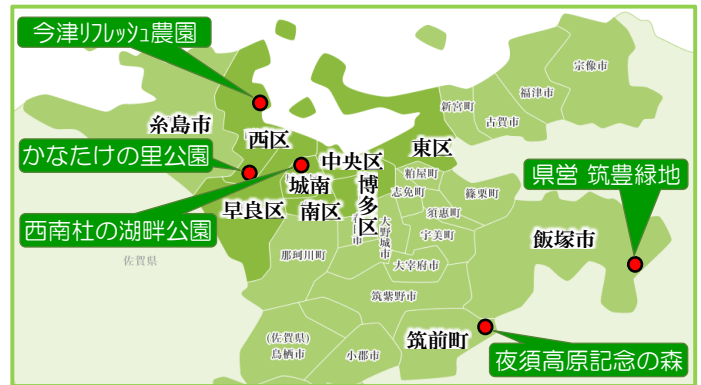 今津ﾘﾌﾚｯｼｭ農園
宗像市
福津市
新宮町
古賀市
糸島市
西区
東区
中央区
かなたけの里公園
粕屋町
県営 筑豊緑地
城南
博多区
志免町
篠栗町
早良区
南区
須恵町
西南杜の湖畔公園
宇美町
大野城市
飯塚市
佐賀県
那珂川町
大宰府市
筑紫野市
(佐賀県)
鳥栖市
小郡市
筑前町
夜須高原記念の森